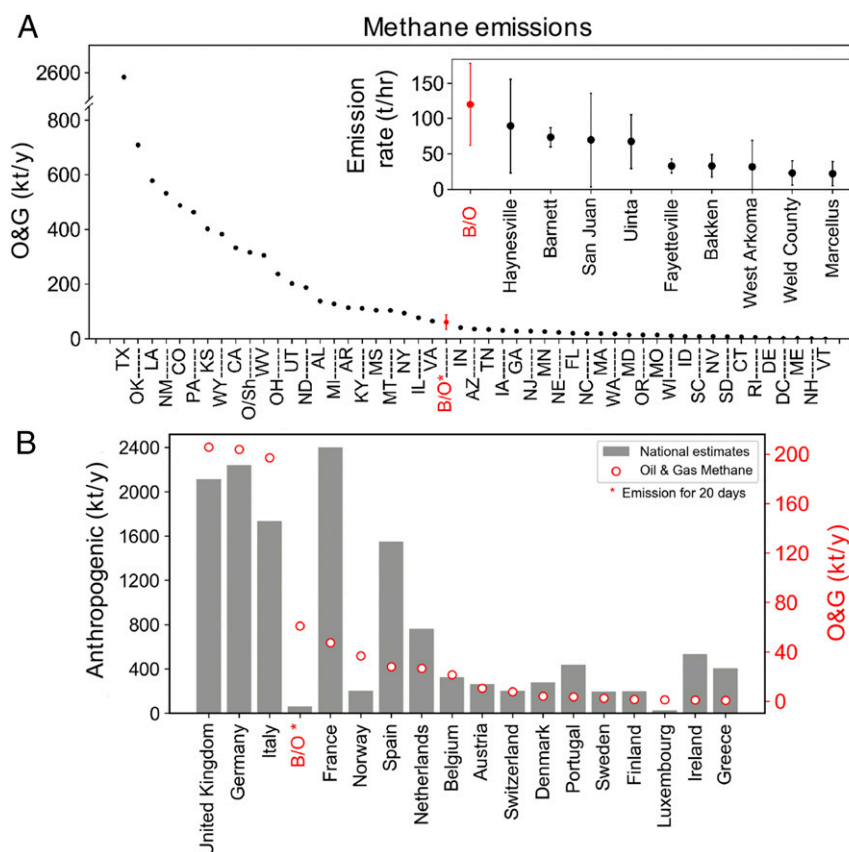 A
Methane emissions
O&G (kt/y)
2600
800
600
400
200
0
TX
OK
LA
NM
CO
PA
KS
WY
CA
O/Sh
WV
OH
UT
ND
AL
MI
AR
KY
MS
MT
NY
IL
VA
B/O*
IN
AZ
TN
IA
GA
NJ
MN
NE
FL
NC
MA
WA
MD
OR
MO
WI
ID
SC
NV
SD
CT
RI
DE
DC
ME
NH
VT
Emission
rate (t/hr)
150
100
50
0
B/O
Haynesville
Barnett
San Juan
Uinta
Fayetteville
Bakken
West Arkoma
Weld County
Marcellus
B
Anthropogenic (kt/y)
2400
2000
1600
1200
800
400
0
National estimates
Oil & Gas Methane
* Emission for 20 days
200
160
120
80
40
0
O&G (kt/y)
United Kingdom
Germany
Italy
B/O *
France
Norway
Spain
Netherlands
Belgium
Austria
Switzerland
Denmark
Portugal
Sweden
Finland
Luxembourg
Ireland
Greece